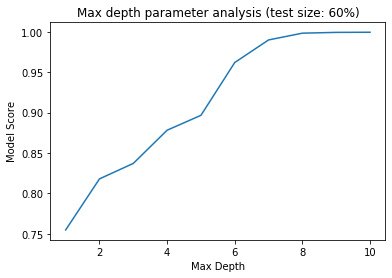 Max depth parameter analysis (test size: 60%)
1.00
0.95
0.90
0.85
0.80
0.75
Model Score
2 4 6 8 10
Max Depth